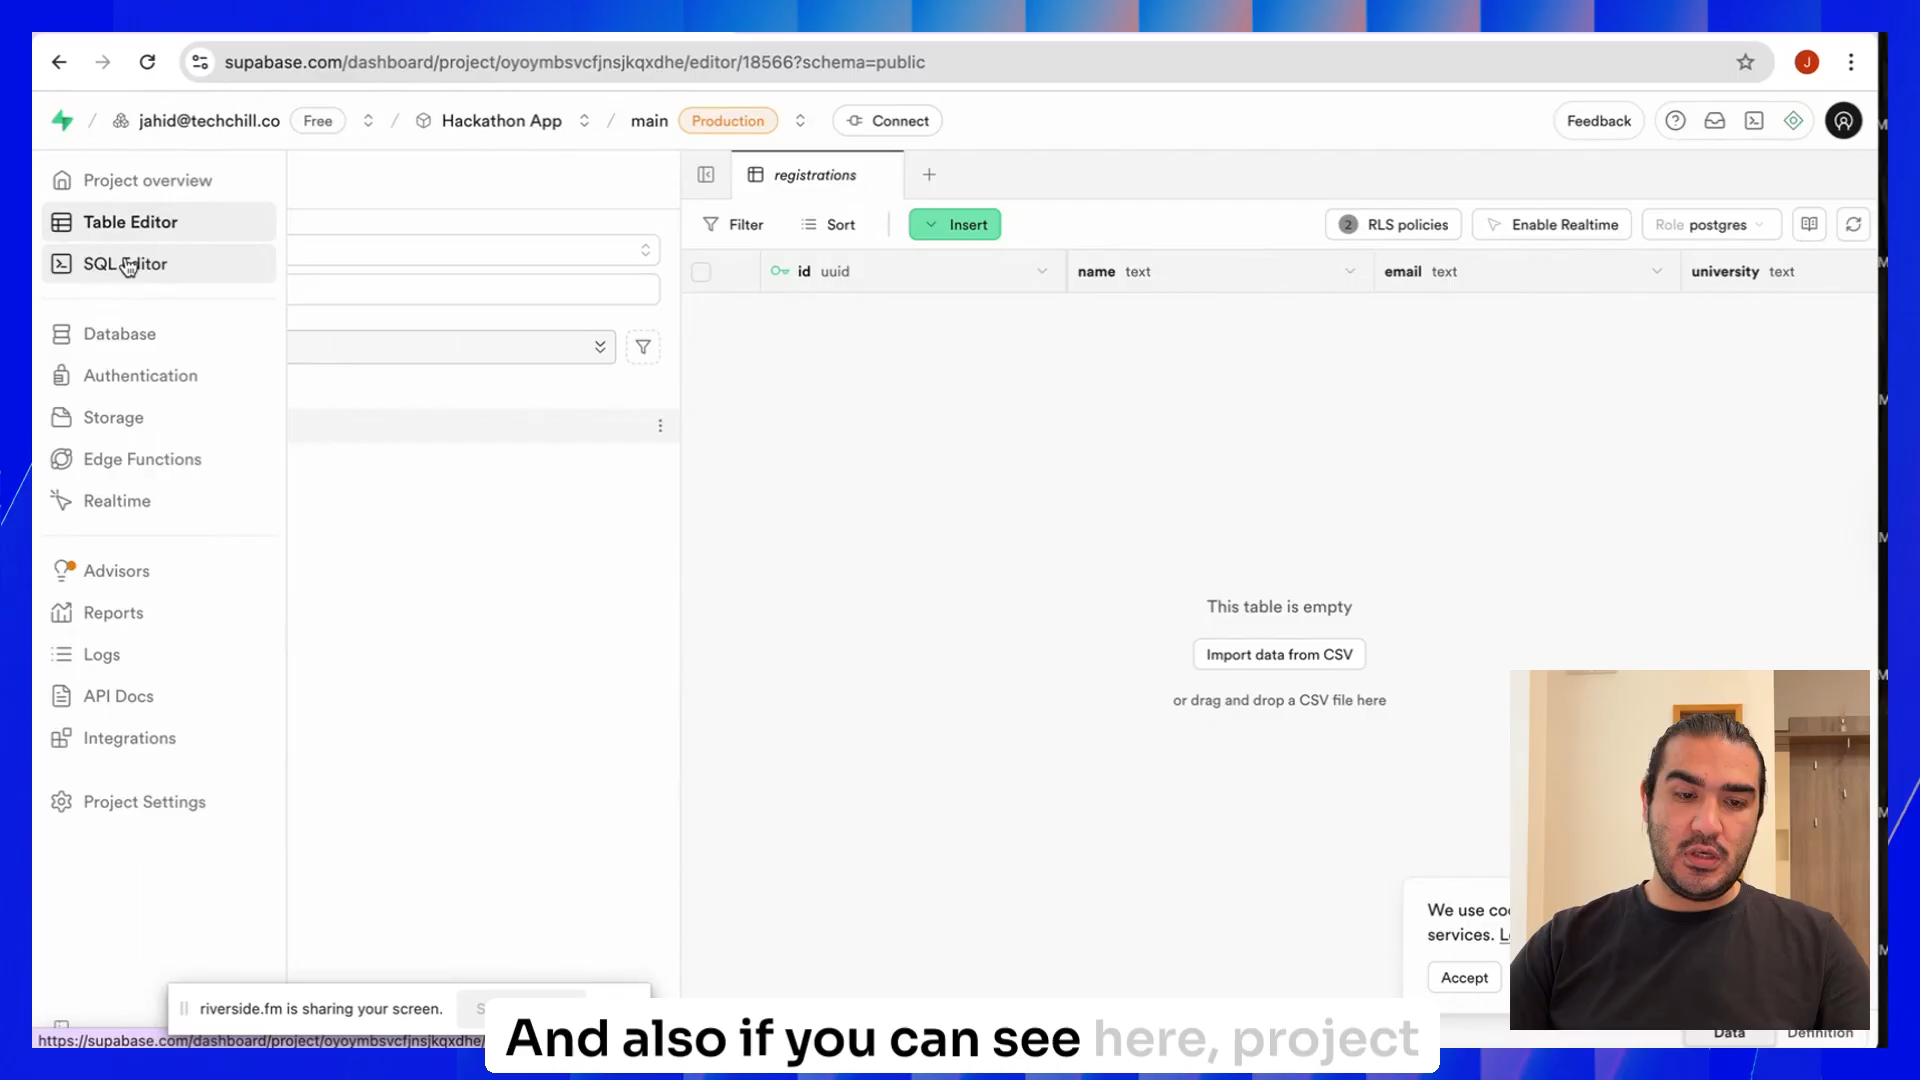 supabase.com/dashboard/project/oyoymbsvcfjnsjkqxdhe/editor/18566?schema=public
J
/ jahid@techchill.co Free / Hackathon App / main Production Connect Feedback
Project overview
Table Editor
SQL Editor
Database
Authentication
Storage
Edge Functions
Realtime
Advisors
Reports
Logs
API Docs
Integrations
Project Settings
registrations
Filter Sort Insert 2 RLS policies Enable Realtime Role postgres
id uuid name text email text university text
This table is empty
Import data from CSV
or drag and drop a CSV file here
We use
services.
Accept
riverside.fm is sharing your screen.
https://supabase.com/dashboard/project/oyoymbsvcfjnsjkqxdhe/
Data Definition
And also if you can see here, project